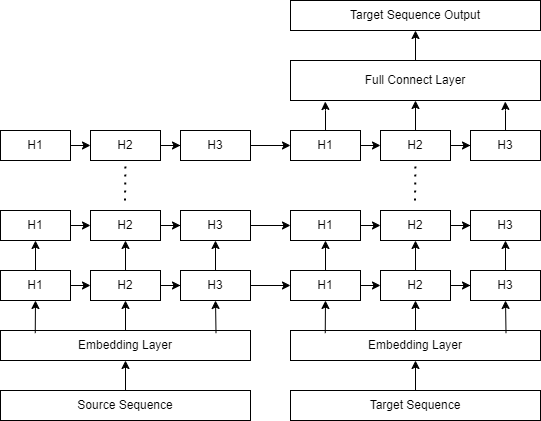 Target Sequence Output
Full Connect Layer
H1 H2 H3 H1 H2 H3
H1 H2 H3 H1 H2 H3
H1 H2 H3 H1 H2 H3
Embedding Layer Embedding Layer
Source Sequence Target Sequence